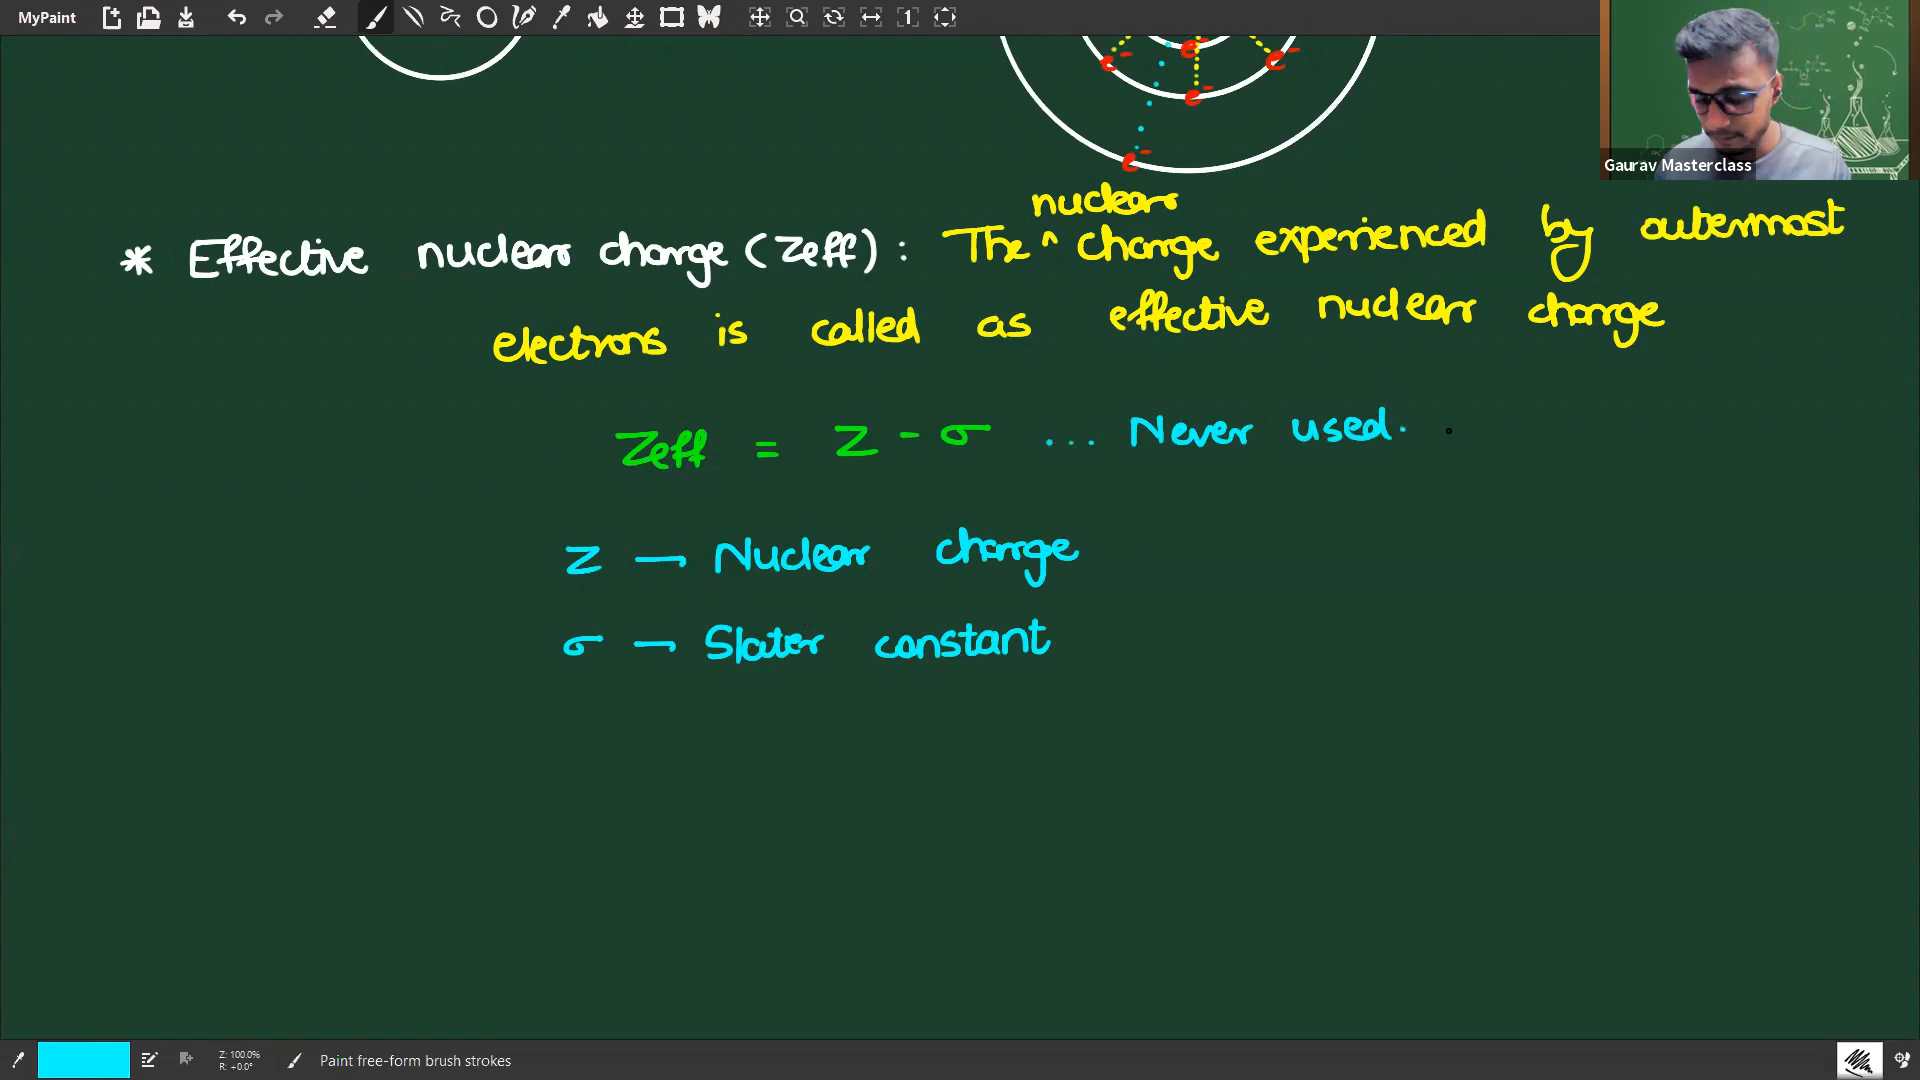 MyPaint
Gaurav Masterclass
e⁻ e⁻ e⁻
e⁻
e⁻
nuclear
* Effective nuclear charge (Zeff) : The ^ charge experienced by outermost
electrons is called as effective nuclear charge
Zeff = Z - σ ... Never used.
Z — Nuclear charge
σ — Slater constant
Z: 100.0%
R: +0.0°
Paint free-form brush strokes